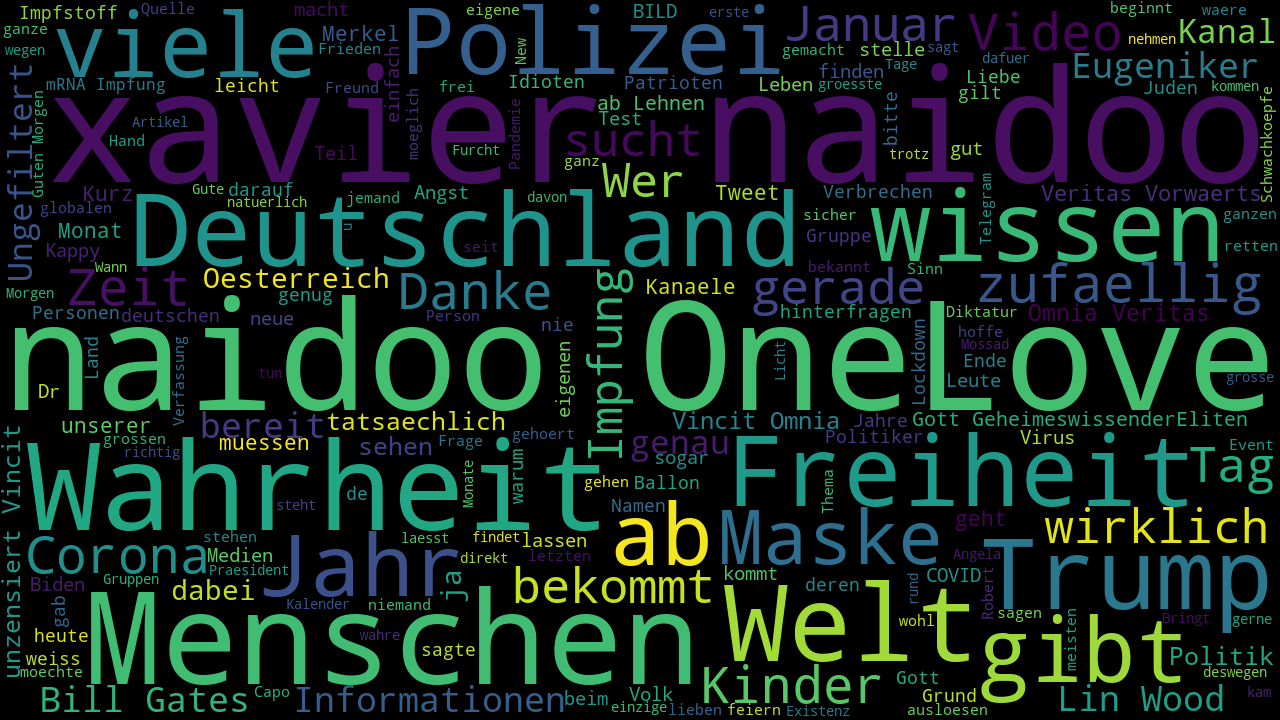 Impfstoff
Quelle
macht
eigene
BILD
erste
beginnt
waere
ganze
viele
Merkel
Polizei
Januar
Video
nehmen
Kanal
wegen
Frieden
New
gemacht
stelle
sagt
Tage
dafuer
mRNA Impfung
leicht
Freund
einfach
frei
Idioten
Patrioten
Leben
groesste
finden
Liebe
Eugeniker
Juden
kommen
Ungefiltert
Guten Morgen
xavier naidoo
ab Lehnen
gilt
Artikel
Hand
Teil
moeglich
Furcht
Pandemie
Test
sucht
ganz
bitte
trotz
gut
Schwachkoepfe
Wer
Kurz
Gute
darauf
natuerlich
jemand
Angst
davon
Tweet
Verbrechen
Telegram
Veritas Vorwaerts
globalen
Monat
Deutschland
wissen
sicher
ganzen
Kappy
un
seit
Gruppe
retten
Wann
Zeit
Oesterreich
Danke
bekannt
Sinn
Morgen
genug
Impfung
Kanaele
gerade
zufaellig
Personen
deutschen
neue
Person
nie
hinterfragen
Diktatur
Omnia Veritas
naidoo OneLove
Land
Verfassung
tun
eigenen
Licht
Lockdown
hoffe
Mossad
Ende
Leute
grosse
Dr
unserer
bereit
tatsaechlich
Vincit Omnia
Jahre
Gott GeheimeswissenderEliten
grossen
richtig
muessen
sehen
Frage
gehoert
genau
sogar
Politiker
Virus
Event
unzensiert Vincit
Wahrheit
Monate
warum
gehen
Ballon
Freiheit
Thema
Tag
de
steht
Namen
ab
Maske
geht
wirklich
Corona
stehen
Medien
Jahr
laesst
findet
lassen
direkt
letzten
Angela
Trump
Biden
Gruppen
Praesident
dabei
ja
bekommt
kommt
deren
COVID
rund
Robert
gab
Kalender
niemand
Menschen
Welt
wohl
sagen
gibt
Bringt
gerne
heute
wahre
sagte
meisten
weiss
moechte
Kinder
Gott
Politik
deswegen
Bill Gates
Capo
Informationen
beim
Volk
einzige
lieben
feiern
Existenz
Grund
ausloesen
Lin Wood
kam